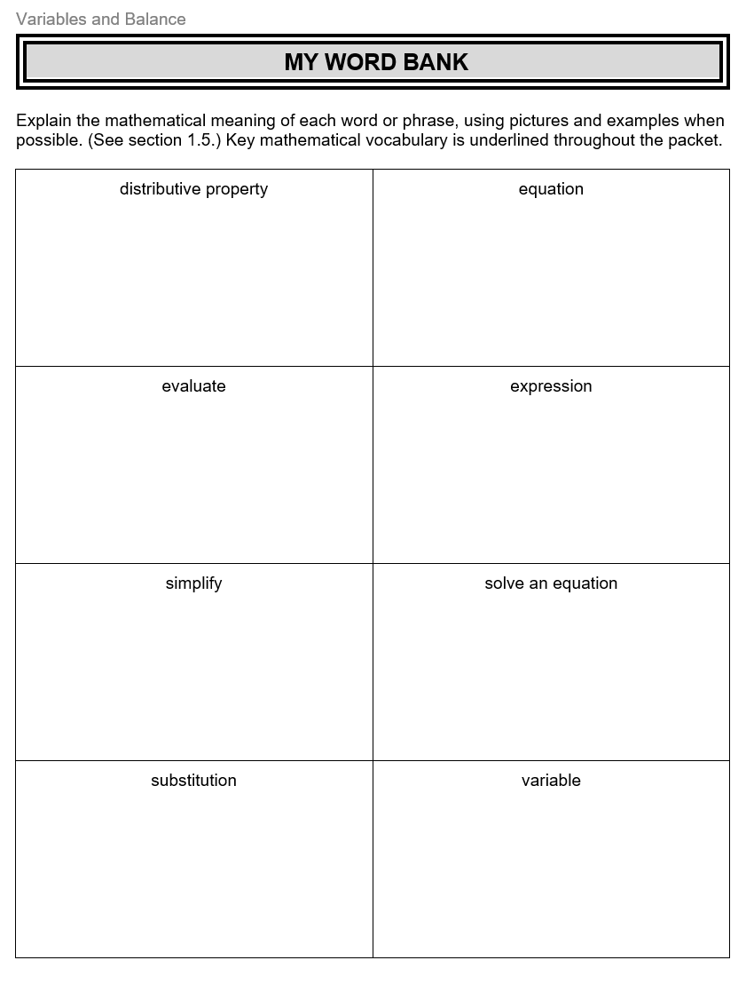 Variables and Balance
MY WORD BANK
Explain the mathematical meaning of each word or phrase, using pictures and examples when
possible. (See section 1.5.) Key mathematical vocabulary is underlined throughout the packet.
distributive property
equation
evaluate
expression
simplify
solve an equation
substitution
variable